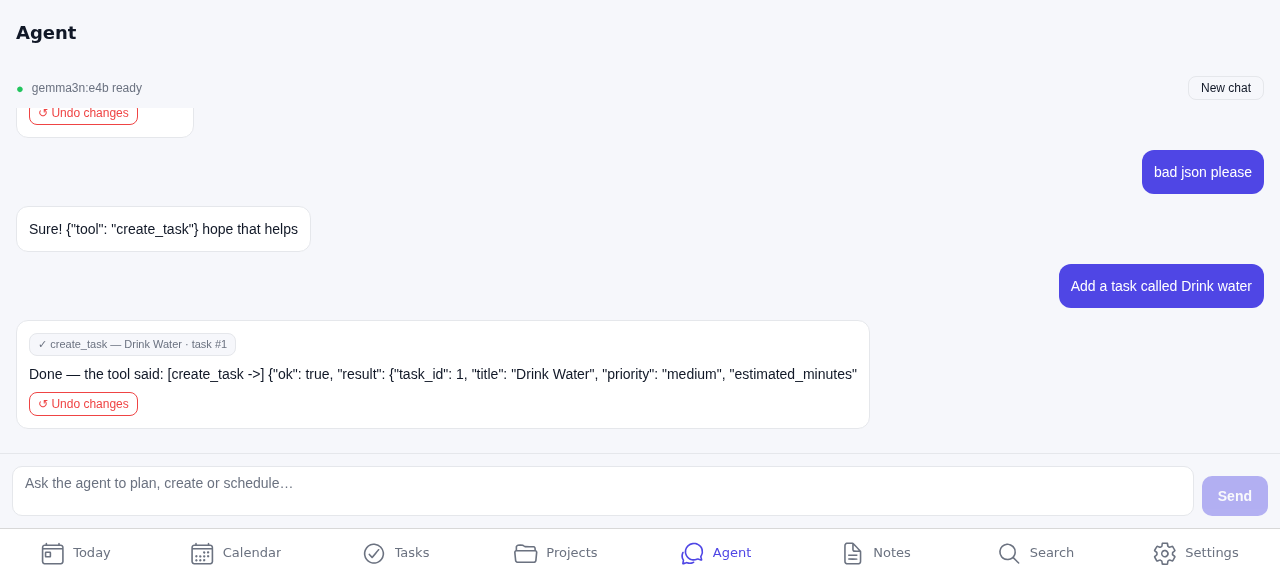 Agent
● gemma3n:e4b ready
New chat
↺ Undo changes
bad json please
Sure! {"tool": "create_task"} hope that helps
Add a task called Drink water
✓ create_task — Drink Water · task #1
Done — the tool said: [create_task ->] {"ok": true, "result": {"task_id": 1, "title": "Drink Water", "priority": "medium", "estimated_minutes"
↺ Undo changes
Ask the agent to plan, create or schedule…
Send
Today
Calendar
Tasks
Projects
Agent
Notes
Search
Settings